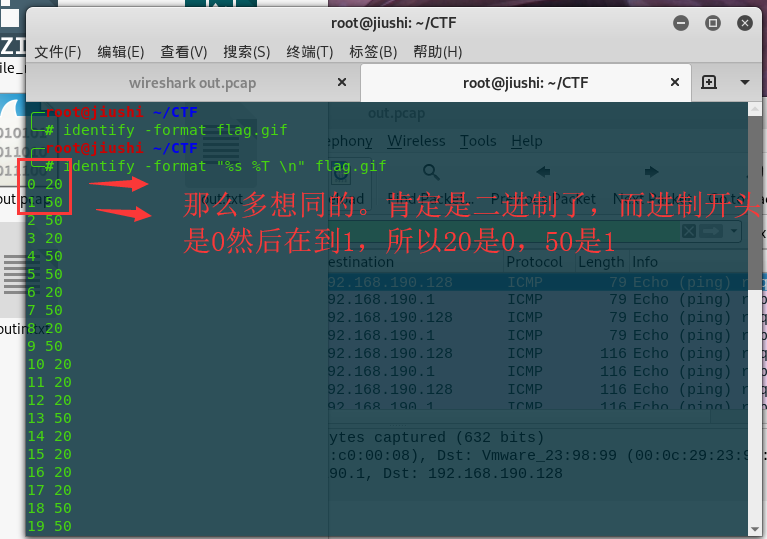 root@jiushi: ~/CTF
文件(F) 编辑(E) 查看(V) 搜索(S) 终端(T) 标签(B) 帮助(H)
wireshark out.pcap
root@jiushi: ~/CTF
out.pcap
root@jiushi ~/CTF
# identify -format flag.gif
root@jiushi ~/CTF
# identify -format "%s %T \n" flag.gif
Wireless Tools Help
0 20
1 50
2 50
3 20
4 50
5 50
6 20
7 50
8 20
9 50
10 20
11 20
12 20
13 50
14 20
15 20
16 20
17 20
18 50
19 50
那么多想同的。肯定是二进制了，而进制开头
是0然后在到1，所以20是0，50是1
Protocol Length Info
92.168.190.128 ICMP 79 Echo (ping)
92.168.190.1 ICMP 79 Echo (ping)
92.168.190.128 ICMP 79 Echo (ping)
92.168.190.1 ICMP 79 Echo (ping)
92.168.190.128 ICMP 116 Echo (ping)
92.168.190.1 ICMP 116 Echo (ping)
92.168.190.128 ICMP 116 Echo (ping)
92.168.190.1 ICMP 116 Echo (ping)
ytes captured (632 bits)
:c0:00:08), Dst: Vmware_23:98:99 (00:0c:29:23:9
90.1, Dst: 192.168.190.128